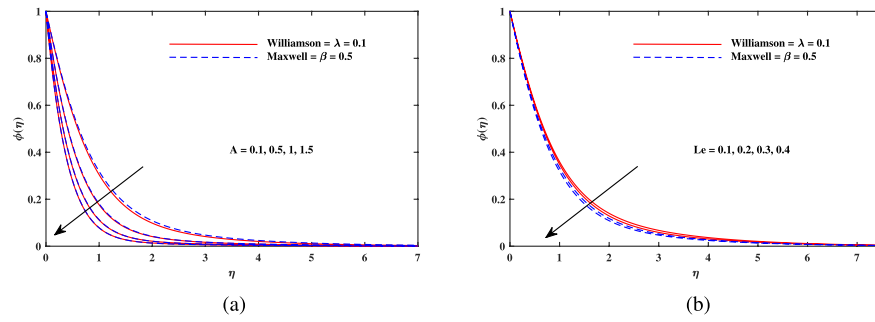 Williamson = λ = 0.1
Maxwell = β = 0.5
A = 0.1, 0.5, 1, 1.5
ϕ(η)
1
0.8
0.6
0.4
0.2
0
0 1 2 3 4 5 6 7
η
(a)
Williamson = λ = 0.1
Maxwell = β = 0.5
Le = 0.1, 0.2, 0.3, 0.4
ϕ(η)
1
0.8
0.6
0.4
0.2
0
0 1 2 3 4 5 6 7
η
(b)